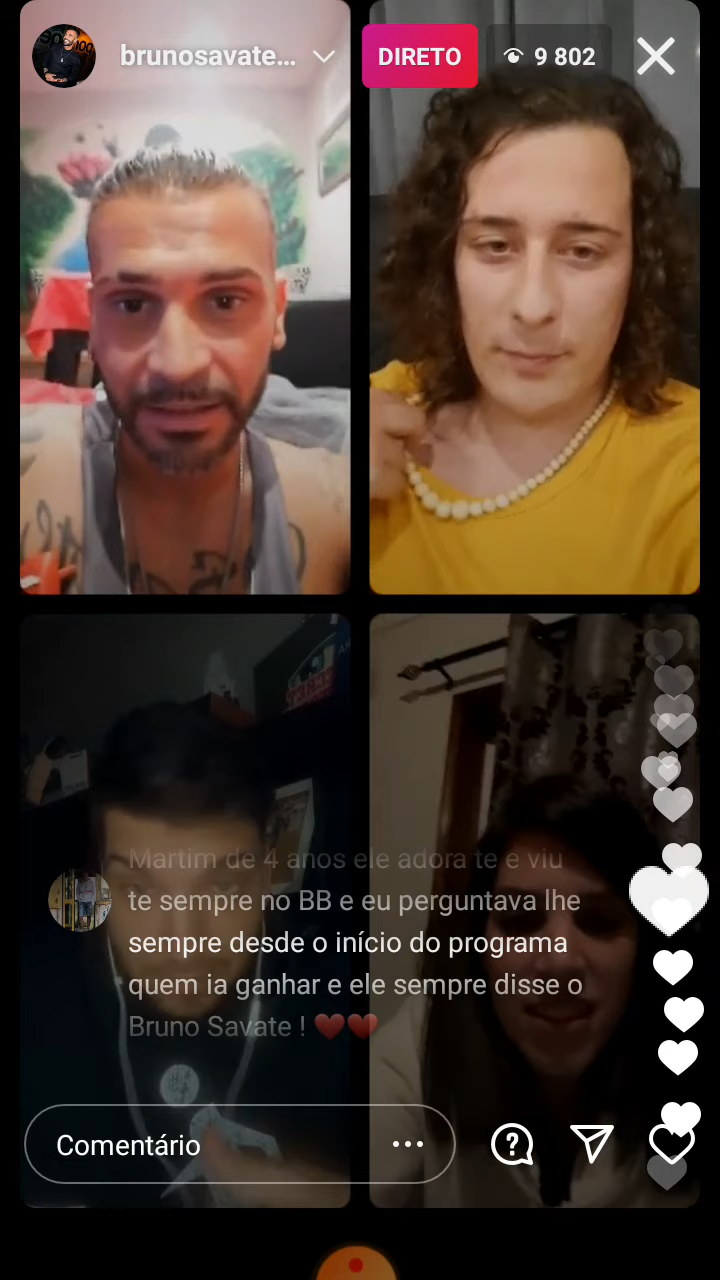 brunosavate...
DIRETO
9 802
Martim de 4 anos ele adora te e viu
te sempre no BB e eu perguntava lhe
sempre desde o início do programa
quem ia ganhar e ele sempre disse o
Bruno Savate ! ❤️❤️
Comentário